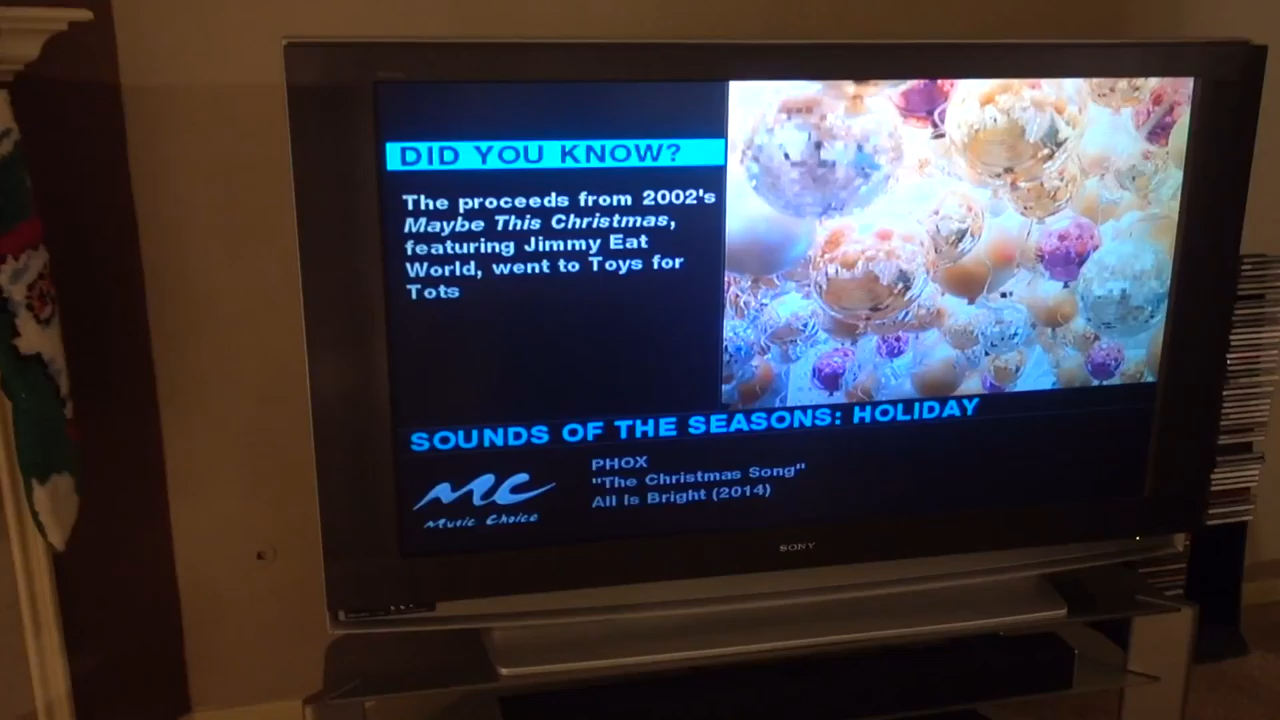 DID YOU KNOW?
The proceeds from 2002's
Maybe This Christmas,
featuring Jimmy Eat
World, went to Toys for
Tots
SOUNDS OF THE SEASONS: HOLIDAY
MC
Music Choice
PHOX
"The Christmas Song"
All Is Bright (2014)
SONY